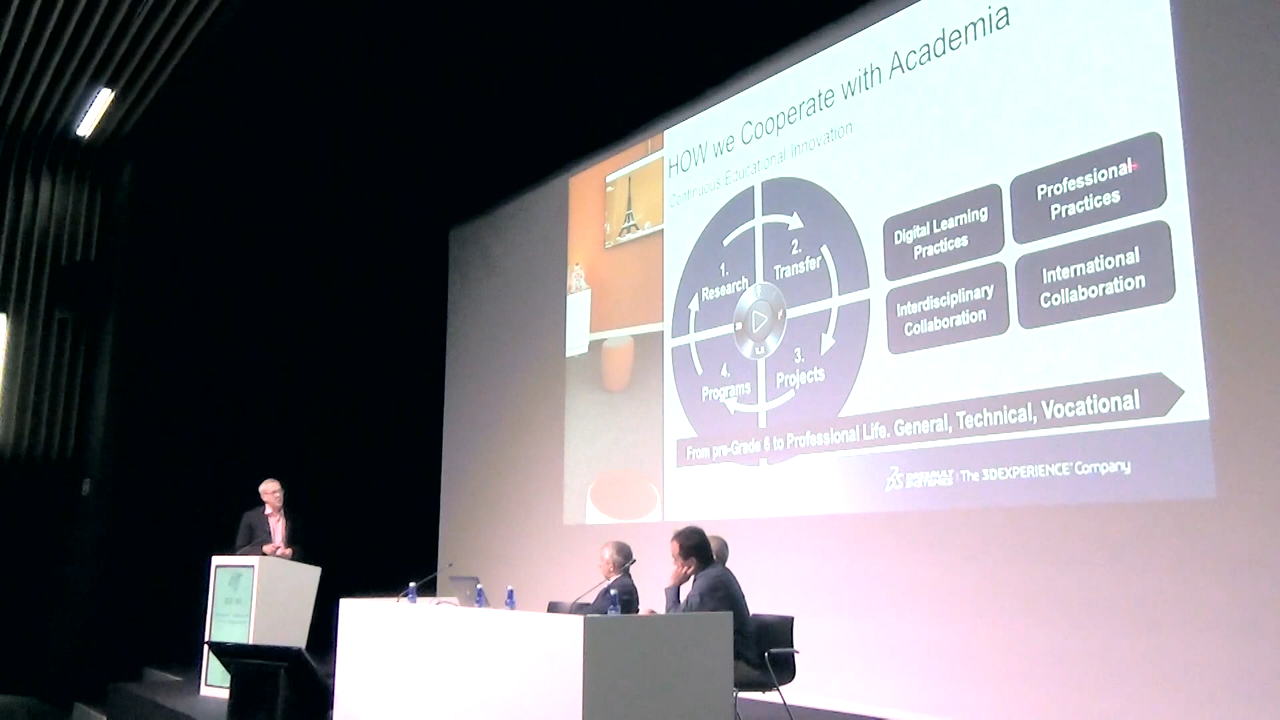 HOW we Cooperate with Academia
Continuous Educational Innovation
1.
Research
2.
Transfer
3.
Projects
4.
Programs
Digital Learning
Practices
Professional
Practices
Interdisciplinary
Collaboration
International
Collaboration
From pre-Grade 6 to Professional Life. General, Technical, Vocational
DASSAULT
SYSTEMES | The 3DEXPERIENCE Company